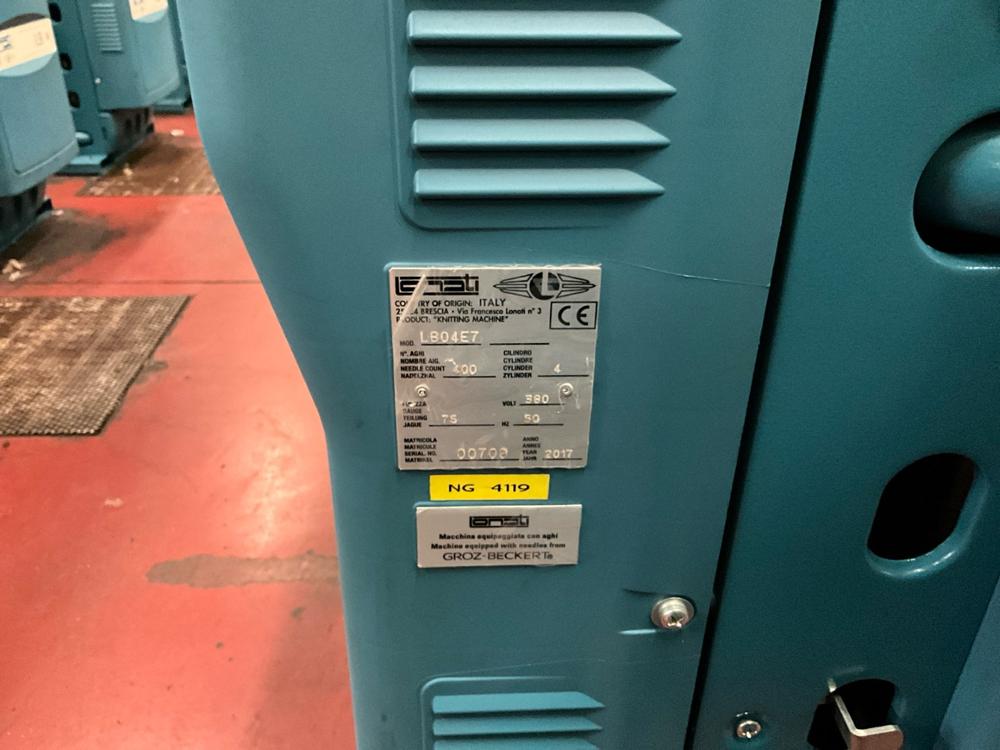 Lonati L
COUNTRY OF ORIGIN: ITALY
BRESCIA - Via Francesco Lonati n° 3
PRODUCT: "KNITTING MACHINE"
CE
MOD. LB04E7
N°. AGHI CILINDRO
NOMBRE AIG. CYLINDRE
NEEDLE COUNT 400 CYLINDER 4
NADELZHAL ZYLINDER
VOLT 380
GAUGE
TEILUNG 75 HZ 50
JAUGE
MATRICOLA ANNO
MATRICULE ANNEE
SERIAL NO. YEAR 2017
MATRIKEL JAHR
NG 4119
Lonati
Macchina equipaggiata con aghi
Machine equipped with needles from
GROZ-BECKERT®